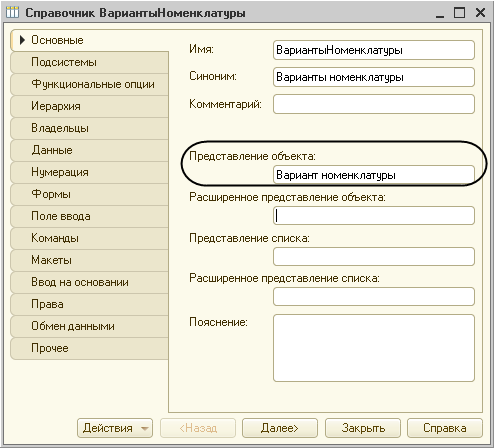 Справочник ВариантыНоменклатуры
Основные
Подсистемы
Функциональные опции
Иерархия
Владельцы
Данные
Нумерация
Формы
Поле ввода
Команды
Макеты
Ввод на основании
Права
Обмен данными
Прочее
Имя: ВариантыНоменклатуры
Синоним: Варианты номенклатуры
Комментарий:
Представление объекта:
Вариант номенклатуры
Расширенное представление объекта:
Представление списка:
Расширенное представление списка:
Пояснение:
Действия <Назад Далее> Закрыть Справка